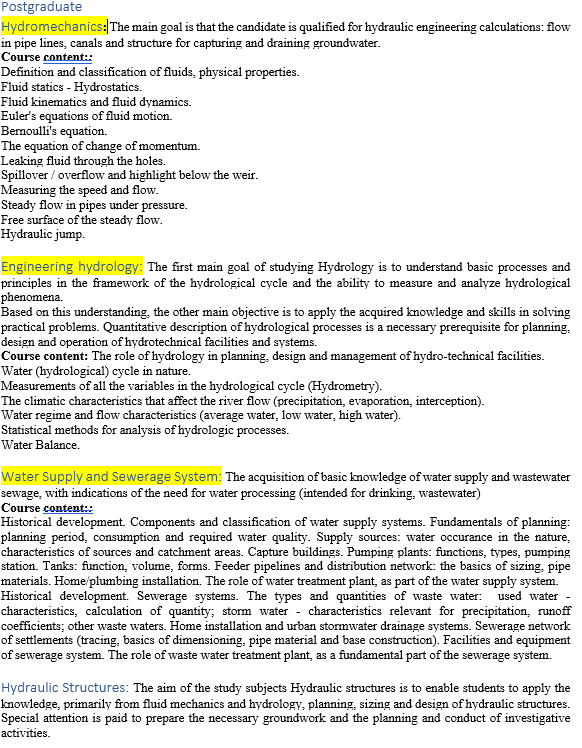 Postgraduate
Hydromechanics: The main goal is that the candidate is qualified for hydraulic engineering calculations: flow
in pipe lines, canals and structure for capturing and draining groundwater.
Course content::
Definition and classification of fluids, physical properties.
Fluid statics - Hydrostatics.
Fluid kinematics and fluid dynamics.
Euler's equations of fluid motion.
Bernoulli's equation.
The equation of change of momentum.
Leaking fluid through the holes.
Spillover / overflow and highlight below the weir.
Measuring the speed and flow.
Steady flow in pipes under pressure.
Free surface of the steady flow.
Hydraulic jump.
Engineering hydrology: The first main goal of studying Hydrology is to understand basic processes and
principles in the framework of the hydrological cycle and the ability to measure and analyze hydrological
phenomena.
Based on this understanding, the other main objective is to apply the acquired knowledge and skills in solving
practical problems. Quantitative description of hydrological processes is a necessary prerequisite for planning,
design and operation of hydrotechnical facilities and systems.
Course content: The role of hydrology in planning, design and management of hydro-technical facilities.
Water (hydrological) cycle in nature.
Measurements of all the variables in the hydrological cycle (Hydrometry).
The climatic characteristics that affect the river flow (precipitation, evaporation, interception).
Water regime and flow characteristics (average water, low water, high water).
Statistical methods for analysis of hydrologic processes.
Water Balance.
Water Supply and Sewerage System: The acquisition of basic knowledge of water supply and wastewater
sewage, with indications of the need for water processing (intended for drinking, wastewater)
Course content::
Historical development. Components and classification of water supply systems. Fundamentals of planning:
planning period, consumption and required water quality. Supply sources: water occurance in the nature,
characteristics of sources and catchment areas. Capture buildings. Pumping plants: functions, types, pumping
station. Tanks: function, volume, forms. Feeder pipelines and distribution network: the basics of sizing, pipe
materials. Home/plumbing installation. The role of water treatment plant, as part of the water supply system.
Historical development. Sewerage systems. The types and quantities of waste water: used water -
characteristics, calculation of quantity; storm water - characteristics relevant for precipitation, runoff
coefficients; other waste waters. Home installation and urban stormwater drainage systems. Sewerage network
of settlements (tracing, basics of dimensioning, pipe material and base construction). Facilities and equipment
of sewerage system. The role of waste water treatment plant, as a fundamental part of the sewerage system.
Hydraulic Structures: The aim of the study subjects Hydraulic structures is to enable students to apply the
knowledge, primarily from fluid mechanics and hydrology, planning, sizing and design of hydraulic structures.
Special attention is paid to prepare the necessary groundwork and the planning and conduct of investigative
activities.